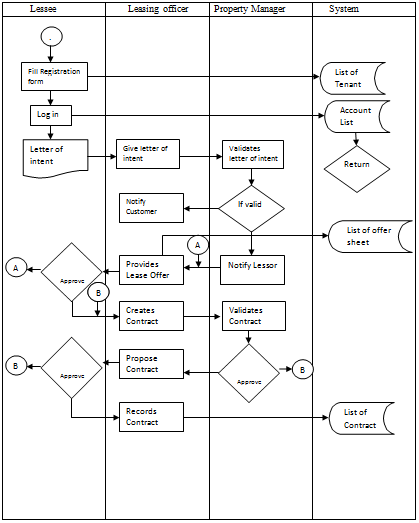 Lessee
Leasing officer
Property Manager
System
.
Fill Registration
form
List of
Tenant
Log in
Account
List
Letter of
intent
Give letter of
intent
Validates
letter of intent
Return
Notify
Customer
If valid
A
List of offer
sheet
A
Approve
Provides
Lease Offer
Notify Lessor
B
Creates
Contract
Validates
Contract
B
Approve
Propose
Contract
Approve
B
Records
Contract
List of
Contract